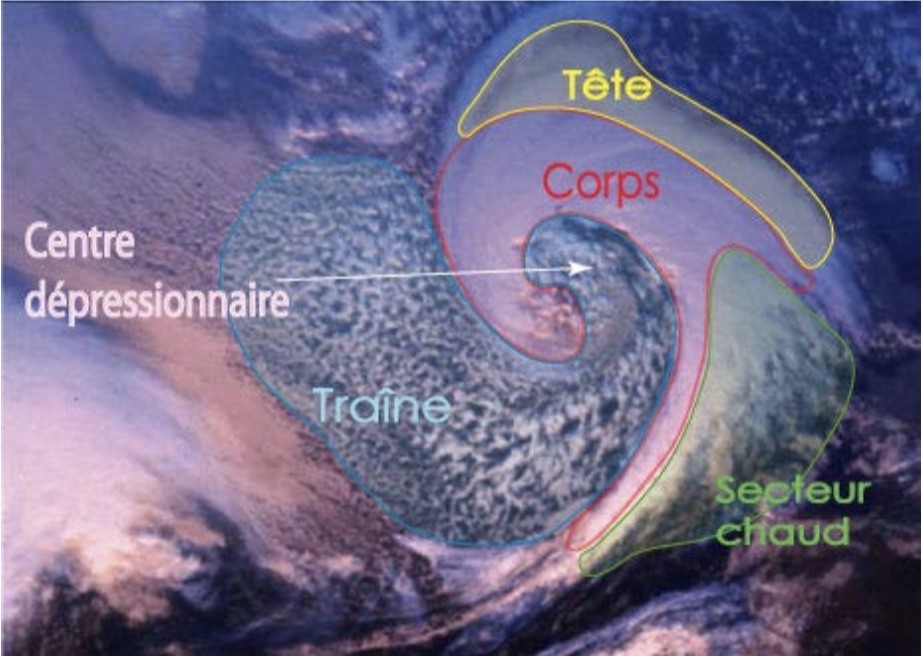 Tête
Corps
Centre
dépressionnaire
Traîne
Secteur
chaud